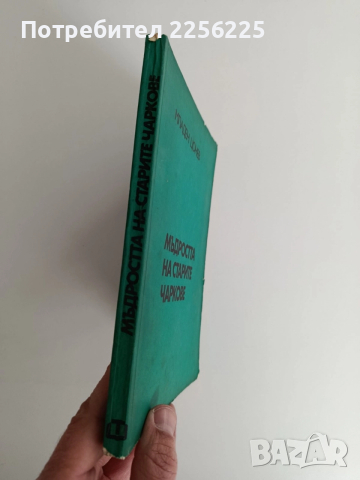 Потребител 2256225
МЪДРОСТТА НА СТАРИТЕ ЧАРКОВЕ
МЪДРОСТТА
НА СТАРИТЕ
ЧАРКОВЕ
BAZAR